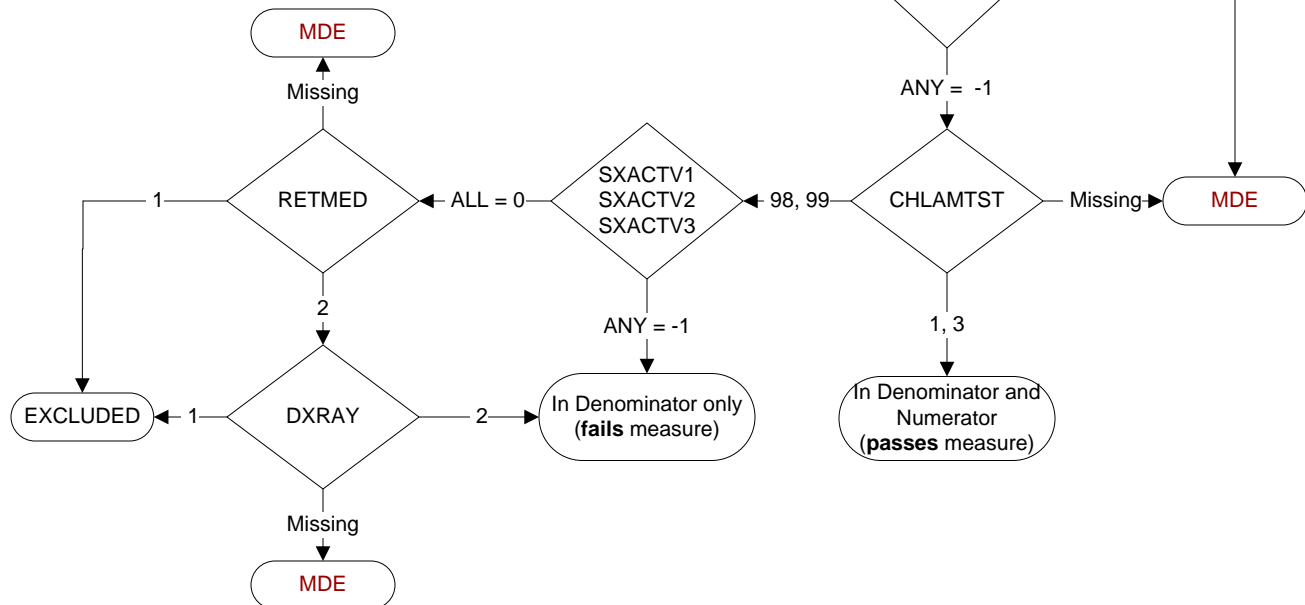 MDE
Missing
ANY = -1
RETMED
SXACTV1
SXACTV2
SXACTV3
CHLAMTST
MDE
1
ALL = 0
98, 99
Missing
2
ANY = -1
1, 3
EXCLUDED
1
DXRAY
2
In Denominator only
(fails measure)
In Denominator and
Numerator
(passes measure)
Missing
MDE